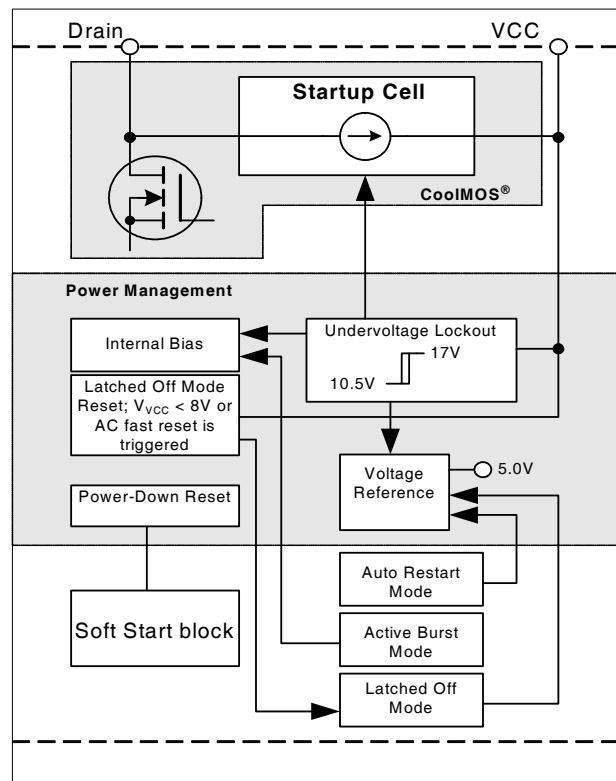 Drain
VCC
Startup Cell
CoolMOS®
Power Management
Internal Bias
Undervoltage Lockout
17V
10.5V
Latched Off Mode
Reset; VVCC < 8V or
AC fast reset is
triggered
Voltage
Reference
5.0V
Power-Down Reset
Auto Restart
Mode
Soft Start block
Active Burst
Mode
Latched Off
Mode